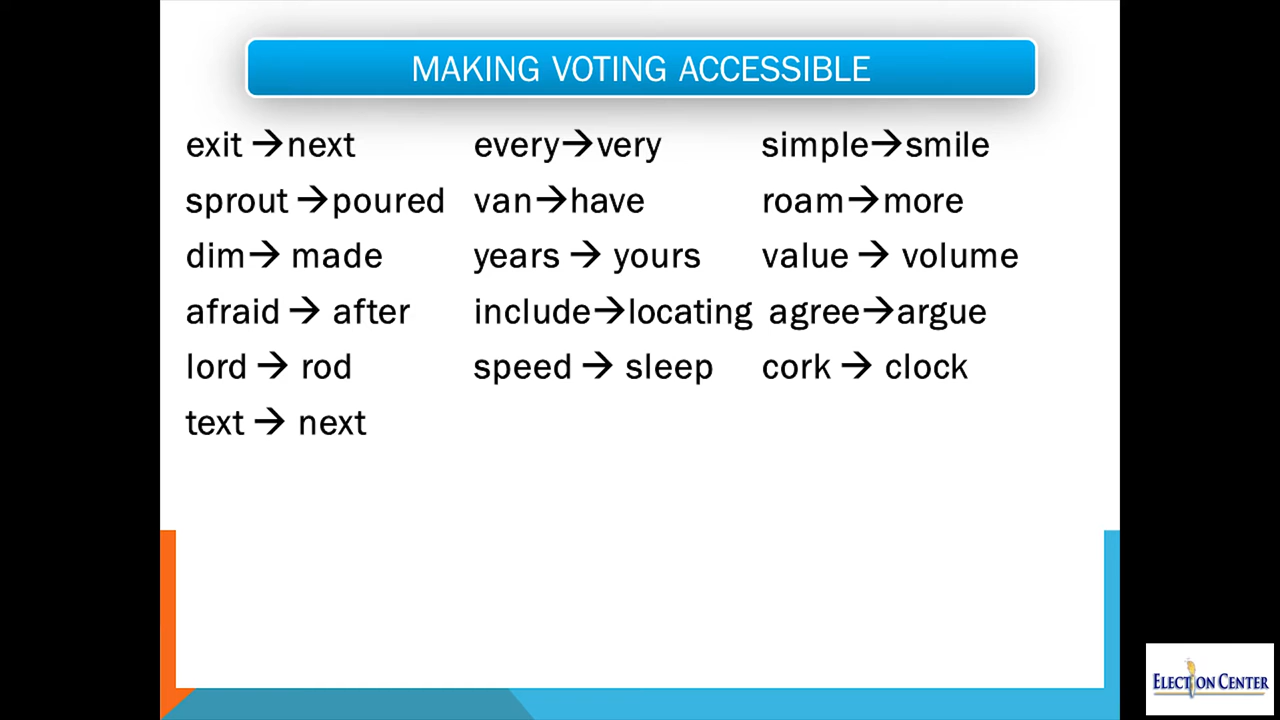 MAKING VOTING ACCESSIBLE
exit →next every→very simple→smile
sprout →poured van→have roam→more
dim→ made years → yours value → volume
afraid → after include→locating agree→argue
lord → rod speed → sleep cork → clock
text → next
ELECTION CENTER